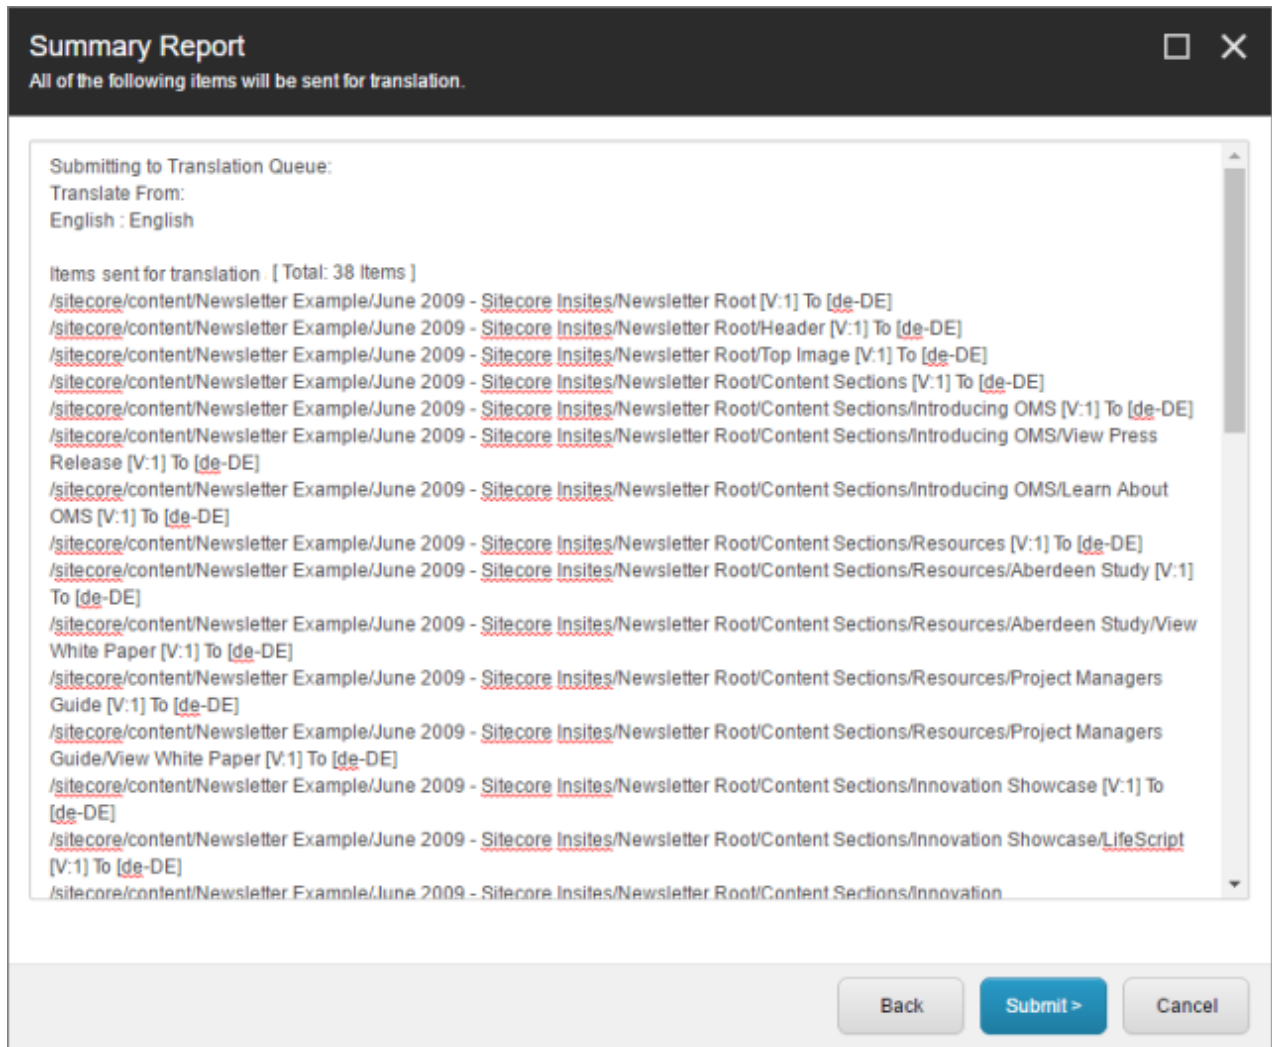 Summary Report
All of the following items will be sent for translation.
Submitting to Translation Queue:
Translate From:
English : English
Items sent for translation [ Total: 38 Items ]
/sitecore/content/Newsletter Example/June 2009 - Sitecore Insites/Newsletter Root [V:1] To [de-DE]
/sitecore/content/Newsletter Example/June 2009 - Sitecore Insites/Newsletter Root/Header [V:1] To [de-DE]
/sitecore/content/Newsletter Example/June 2009 - Sitecore Insites/Newsletter Root/Top Image [V:1] To [de-DE]
/sitecore/content/Newsletter Example/June 2009 - Sitecore Insites/Newsletter Root/Content Sections [V:1] To [de-DE]
/sitecore/content/Newsletter Example/June 2009 - Sitecore Insites/Newsletter Root/Content Sections/Introducing OMS [V:1] To [de-DE]
/sitecore/content/Newsletter Example/June 2009 - Sitecore Insites/Newsletter Root/Content Sections/Introducing OMS/View Press
Release [V:1] To [de-DE]
/sitecore/content/Newsletter Example/June 2009 - Sitecore Insites/Newsletter Root/Content Sections/Introducing OMS/Learn About
OMS [V:1] To [de-DE]
/sitecore/content/Newsletter Example/June 2009 - Sitecore Insites/Newsletter Root/Content Sections/Resources [V:1] To [de-DE]
/sitecore/content/Newsletter Example/June 2009 - Sitecore Insites/Newsletter Root/Content Sections/Resources/Aberdeen Study [V:1]
To [de-DE]
/sitecore/content/Newsletter Example/June 2009 - Sitecore Insites/Newsletter Root/Content Sections/Resources/Aberdeen Study/View
White Paper [V:1] To [de-DE]
/sitecore/content/Newsletter Example/June 2009 - Sitecore Insites/Newsletter Root/Content Sections/Resources/Project Managers
Guide [V:1] To [de-DE]
/sitecore/content/Newsletter Example/June 2009 - Sitecore Insites/Newsletter Root/Content Sections/Resources/Project Managers
Guide/View White Paper [V:1] To [de-DE]
/sitecore/content/Newsletter Example/June 2009 - Sitecore Insites/Newsletter Root/Content Sections/Innovation Showcase [V:1] To
[de-DE]
/sitecore/content/Newsletter Example/June 2009 - Sitecore Insites/Newsletter Root/Content Sections/Innovation Showcase/LifeScript
[V:1] To [de-DE]
/sitecore/content/Newsletter Example/June 2009 - Sitecore Insites/Newsletter Root/Content Sections/Innovation
Back
Submit >
Cancel